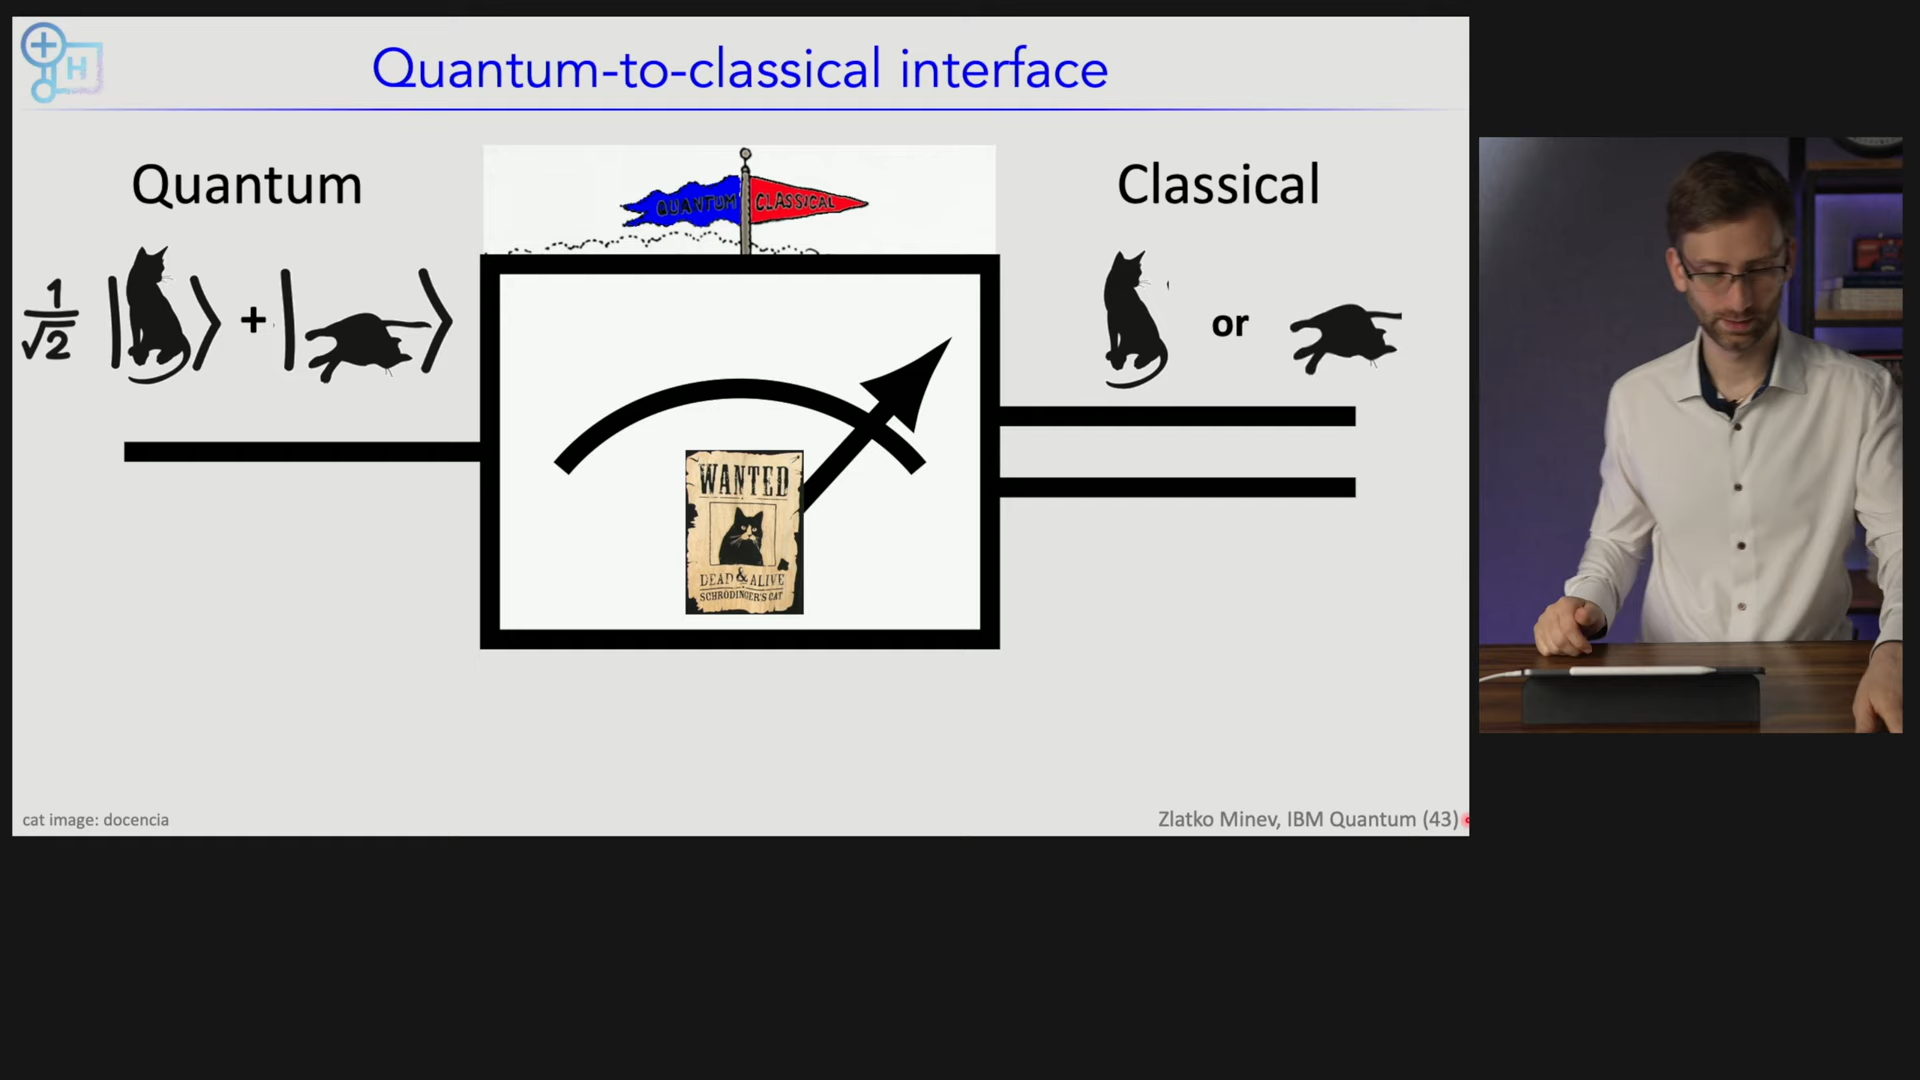 H
Quantum-to-classical interface
Quantum
QUANTUM CLASSICAL
Classical
1/√2 | ⟩ + | ⟩
or
WANTED
DEAD & ALIVE
SCHRÖDINGER'S CAT
cat image: docencia
Zlatko Minev, IBM Quantum (43)